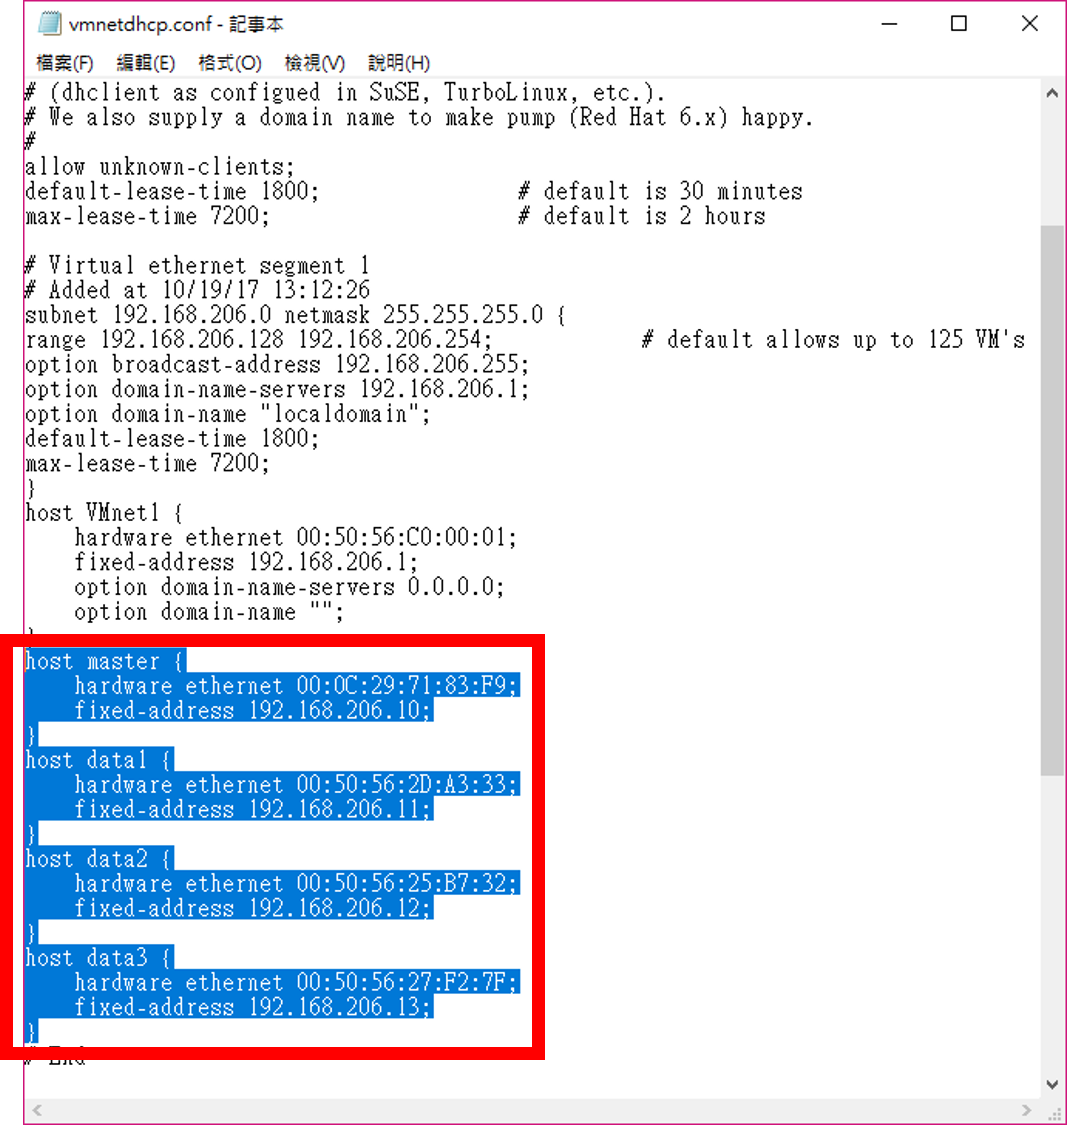 vmnetdhcp.conf - 記事本
檔案(F) 編輯(E) 格式(O) 檢視(V) 說明(H)
# (dhclient as configued in SuSE, TurboLinux, etc.).
# We also supply a domain name to make pump (Red Hat 6.x) happy.
#
allow unknown-clients;
default-lease-time 1800;                # default is 30 minutes
max-lease-time 7200;                    # default is 2 hours
# Virtual ethernet segment 1
# Added at 10/19/17 13:12:26
subnet 192.168.206.0 netmask 255.255.255.0 {
range 192.168.206.128 192.168.206.254;            # default allows up to 125 VM's
option broadcast-address 192.168.206.255;
option domain-name-servers 192.168.206.1;
option domain-name "localdomain";
default-lease-time 1800;
max-lease-time 7200;
}
host VMnet1 {
    hardware ethernet 00:50:56:C0:00:01;
    fixed-address 192.168.206.1;
    option domain-name-servers 0.0.0.0;
    option domain-name "";
}
host master {
    hardware ethernet 00:0C:29:71:83:F9;
    fixed-address 192.168.206.10;
}
host data1 {
    hardware ethernet 00:50:56:2D:A3:33;
    fixed-address 192.168.206.11;
}
host data2 {
    hardware ethernet 00:50:56:25:B7:32;
    fixed-address 192.168.206.12;
}
host data3 {
    hardware ethernet 00:50:56:27:F2:7F;
    fixed-address 192.168.206.13;
}
# End